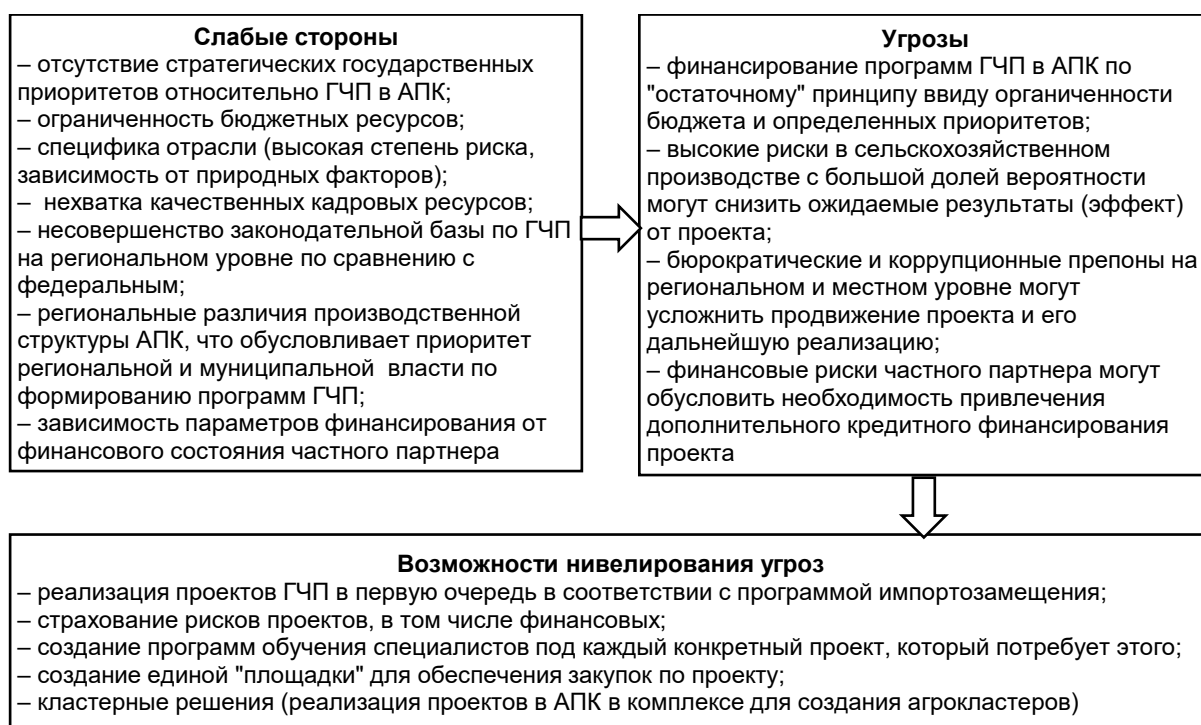 Слабые стороны
– отсутствие стратегических государственных
приоритетов относительно ГЧП в АПК;
– ограниченность бюджетных ресурсов;
– специфика отрасли (высокая степень риска,
зависимость от природных факторов);
– нехватка качественных кадровых ресурсов;
– несовершенство законодательной базы по ГЧП
на региональном уровне по сравнению с
федеральным;
– региональные различия производственной
структуры АПК, что обусловливает приоритет
региональной и муниципальной власти по
формированию программ ГЧП;
– зависимость параметров финансирования от
финансового состояния частного партнера
Угрозы
– финансирование программ ГЧП в АПК по
"остаточному" принципу ввиду органиченности
бюджета и определенных приоритетов;
– высокие риски в сельскохозяйственном
производстве с большой долей вероятности
могут снизить ожидаемые результаты (эффект)
от проекта;
– бюрократические и коррупционные препоны на
региональном и местном уровне могут
усложнить продвижение проекта и его
дальнейшую реализацию;
– финансовые риски частного партнера могут
обусловить необходимость привлечения
дополнительного кредитного финансирования
проекта
Возможности нивелирования угроз
– реализация проектов ГЧП в первую очередь в соответствии с программой импортозамещения;
– страхование рисков проектов, в том числе финансовых;
– создание программ обучения специалистов под каждый конкретный проект, который потребует этого;
– создание единой "площадки" для обеспечения закупок по проекту;
– кластерные решения (реализация проектов в АПК в комплексе для создания агрокластеров)